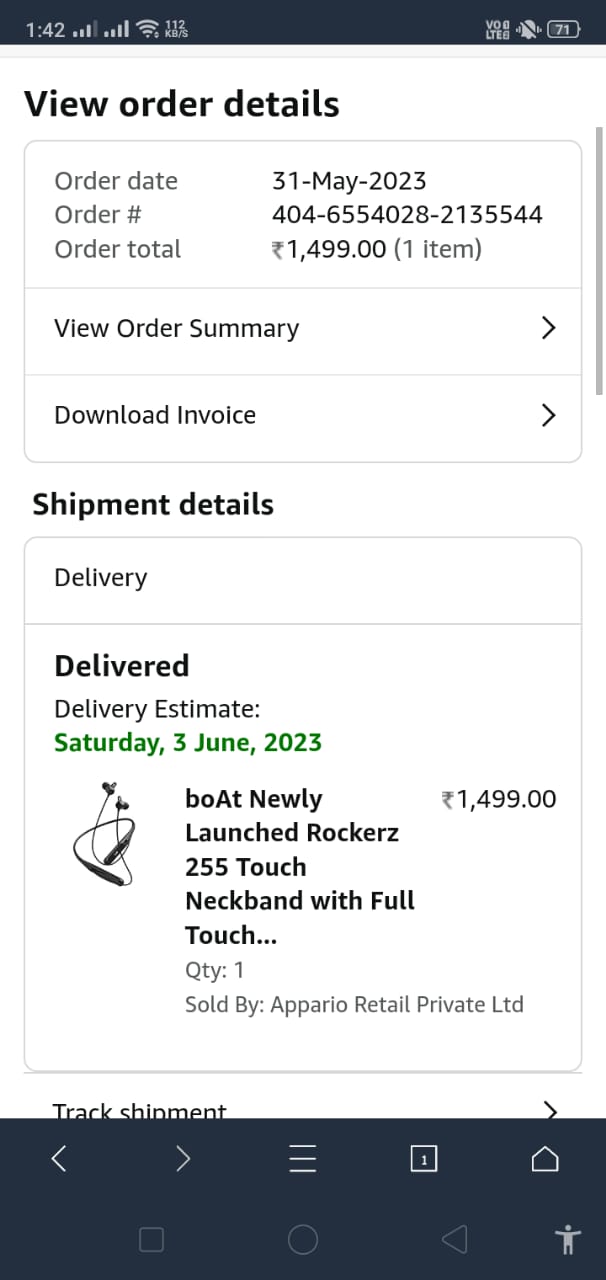 1:42
112
KB/S
VO
LTE
71
View order details
Order date 31-May-2023
Order # 404-6554028-2135544
Order total ₹1,499.00 (1 item)
View Order Summary
Download Invoice
Shipment details
Delivery
Delivered
Delivery Estimate:
Saturday, 3 June, 2023
boAt Newly ₹1,499.00
Launched Rockerz
255 Touch
Neckband with Full
Touch...
Qty: 1
Sold By: Appario Retail Private Ltd
Track shipment
1